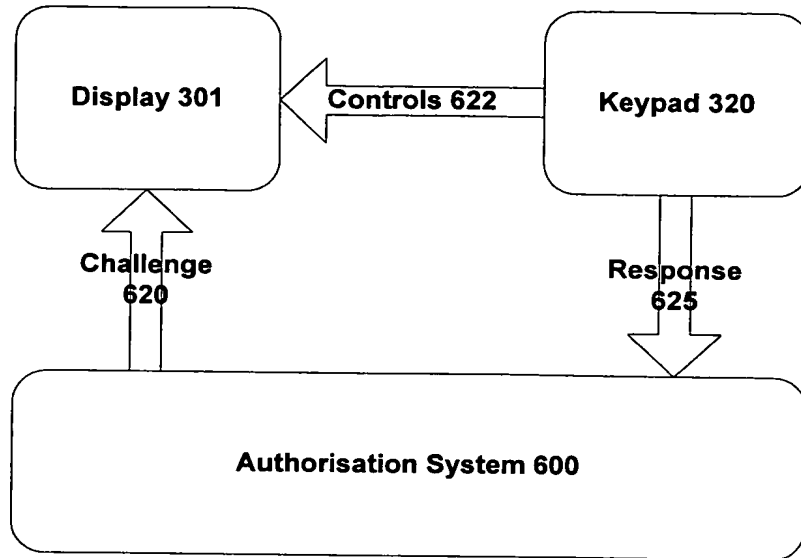 Display 301
Controls 622
Keypad 320
Challenge
620
Response
625
Authorisation System 600